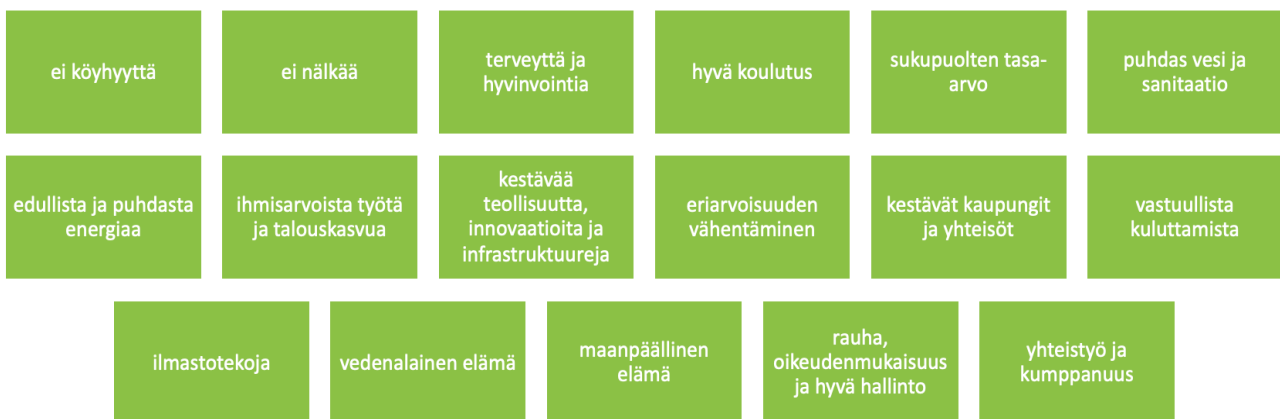 ei köyhyyttä
ei nälkää
terveyttä ja
hyvinvointia
hyvä koulutus
sukupuolten tasa-
arvo
puhdas vesi ja
sanitaatio
edullista ja puhdasta
energiaa
ihmisarvoista työtä
ja talouskasvua
kestävää
teollisuutta,
innovaatioita ja
infrastruktuureja
eriarvoisuuden
vähentäminen
kestävät kaupungit
ja yhteisöt
vastuullista
kuluttamista
ilmastotekoja
vedenalainen elämä
maanpäällinen
elämä
rauha,
oikeudenmukaisuus
ja hyvä hallinto
yhteistyö ja
kumppanuus